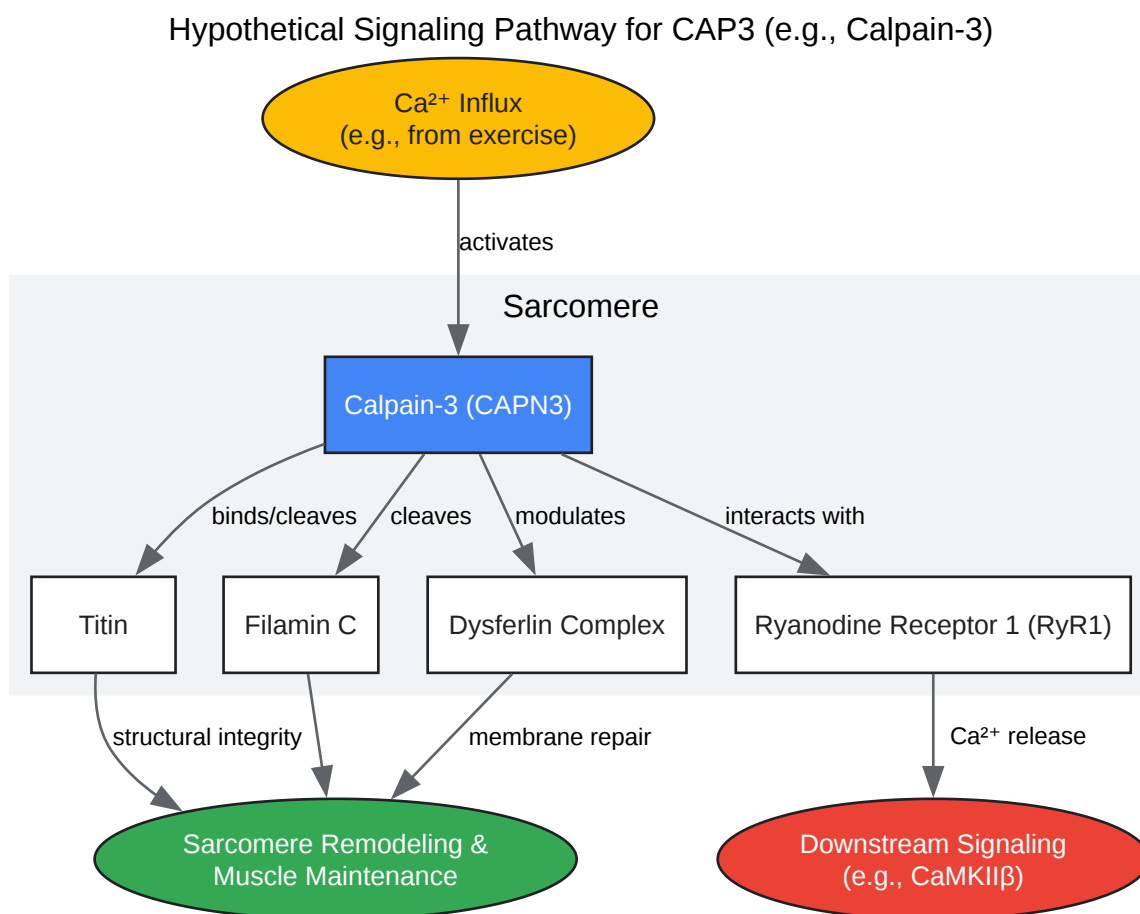 Hypothetical Signaling Pathway for CAP3 (e.g., Calpain-3)
Ca²⁺ Influx
(e.g., from exercise)
activates
Sarcomere
Calpain-3 (CAPN3)
binds/cleaves
cleaves
modulates
interacts with
Titin
Filamin C
Dysferlin Complex
Ryanodine Receptor 1 (RyR1)
structural integrity
membrane repair
Ca²⁺ release
Sarcomere Remodeling &
Muscle Maintenance
Downstream Signaling
(e.g., CaMKIIβ)